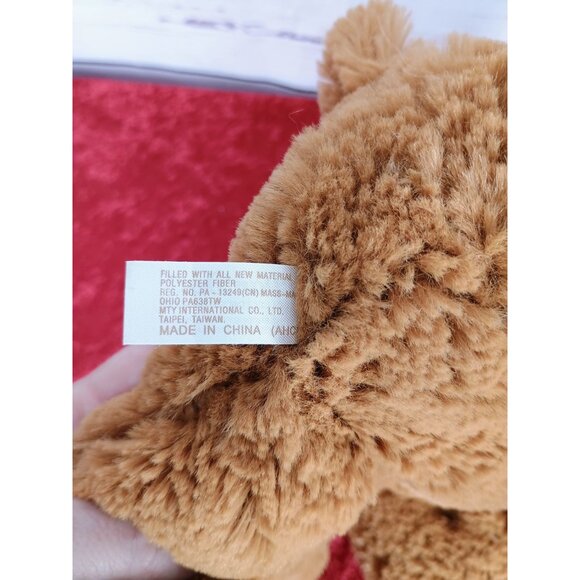 FILLED WITH ALL NEW MATERIAL
POLYESTER FIBER
REG. NO. PA - 13249(CN) MASS-MA
OHIO PA638TW
MTY INTERNATIONAL CO., LTD.
TAIPEI, TAIWAN.
MADE IN CHINA (AHC